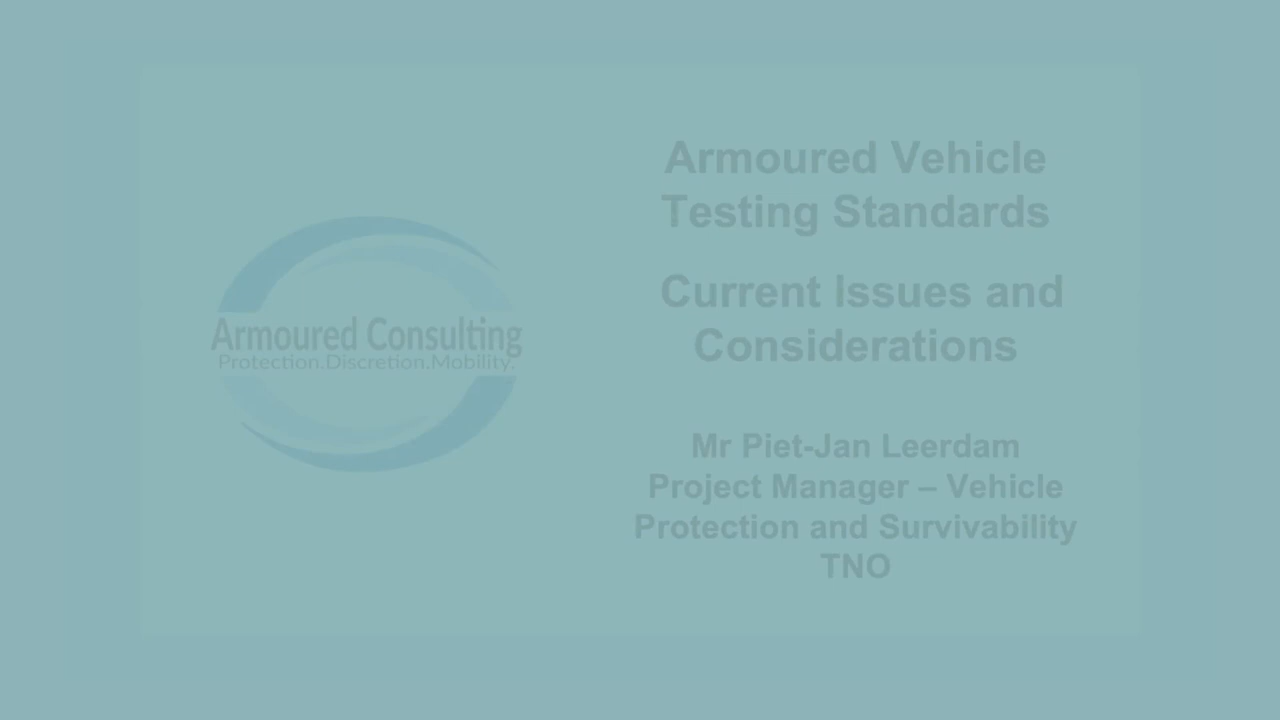 Armoured Consulting
Protection.Discretion.Mobility.
Armoured Vehicle
Testing Standards
Current Issues and
Considerations
Mr Piet-Jan Leerdam
Project Manager – Vehicle
Protection and Survivability
TNO